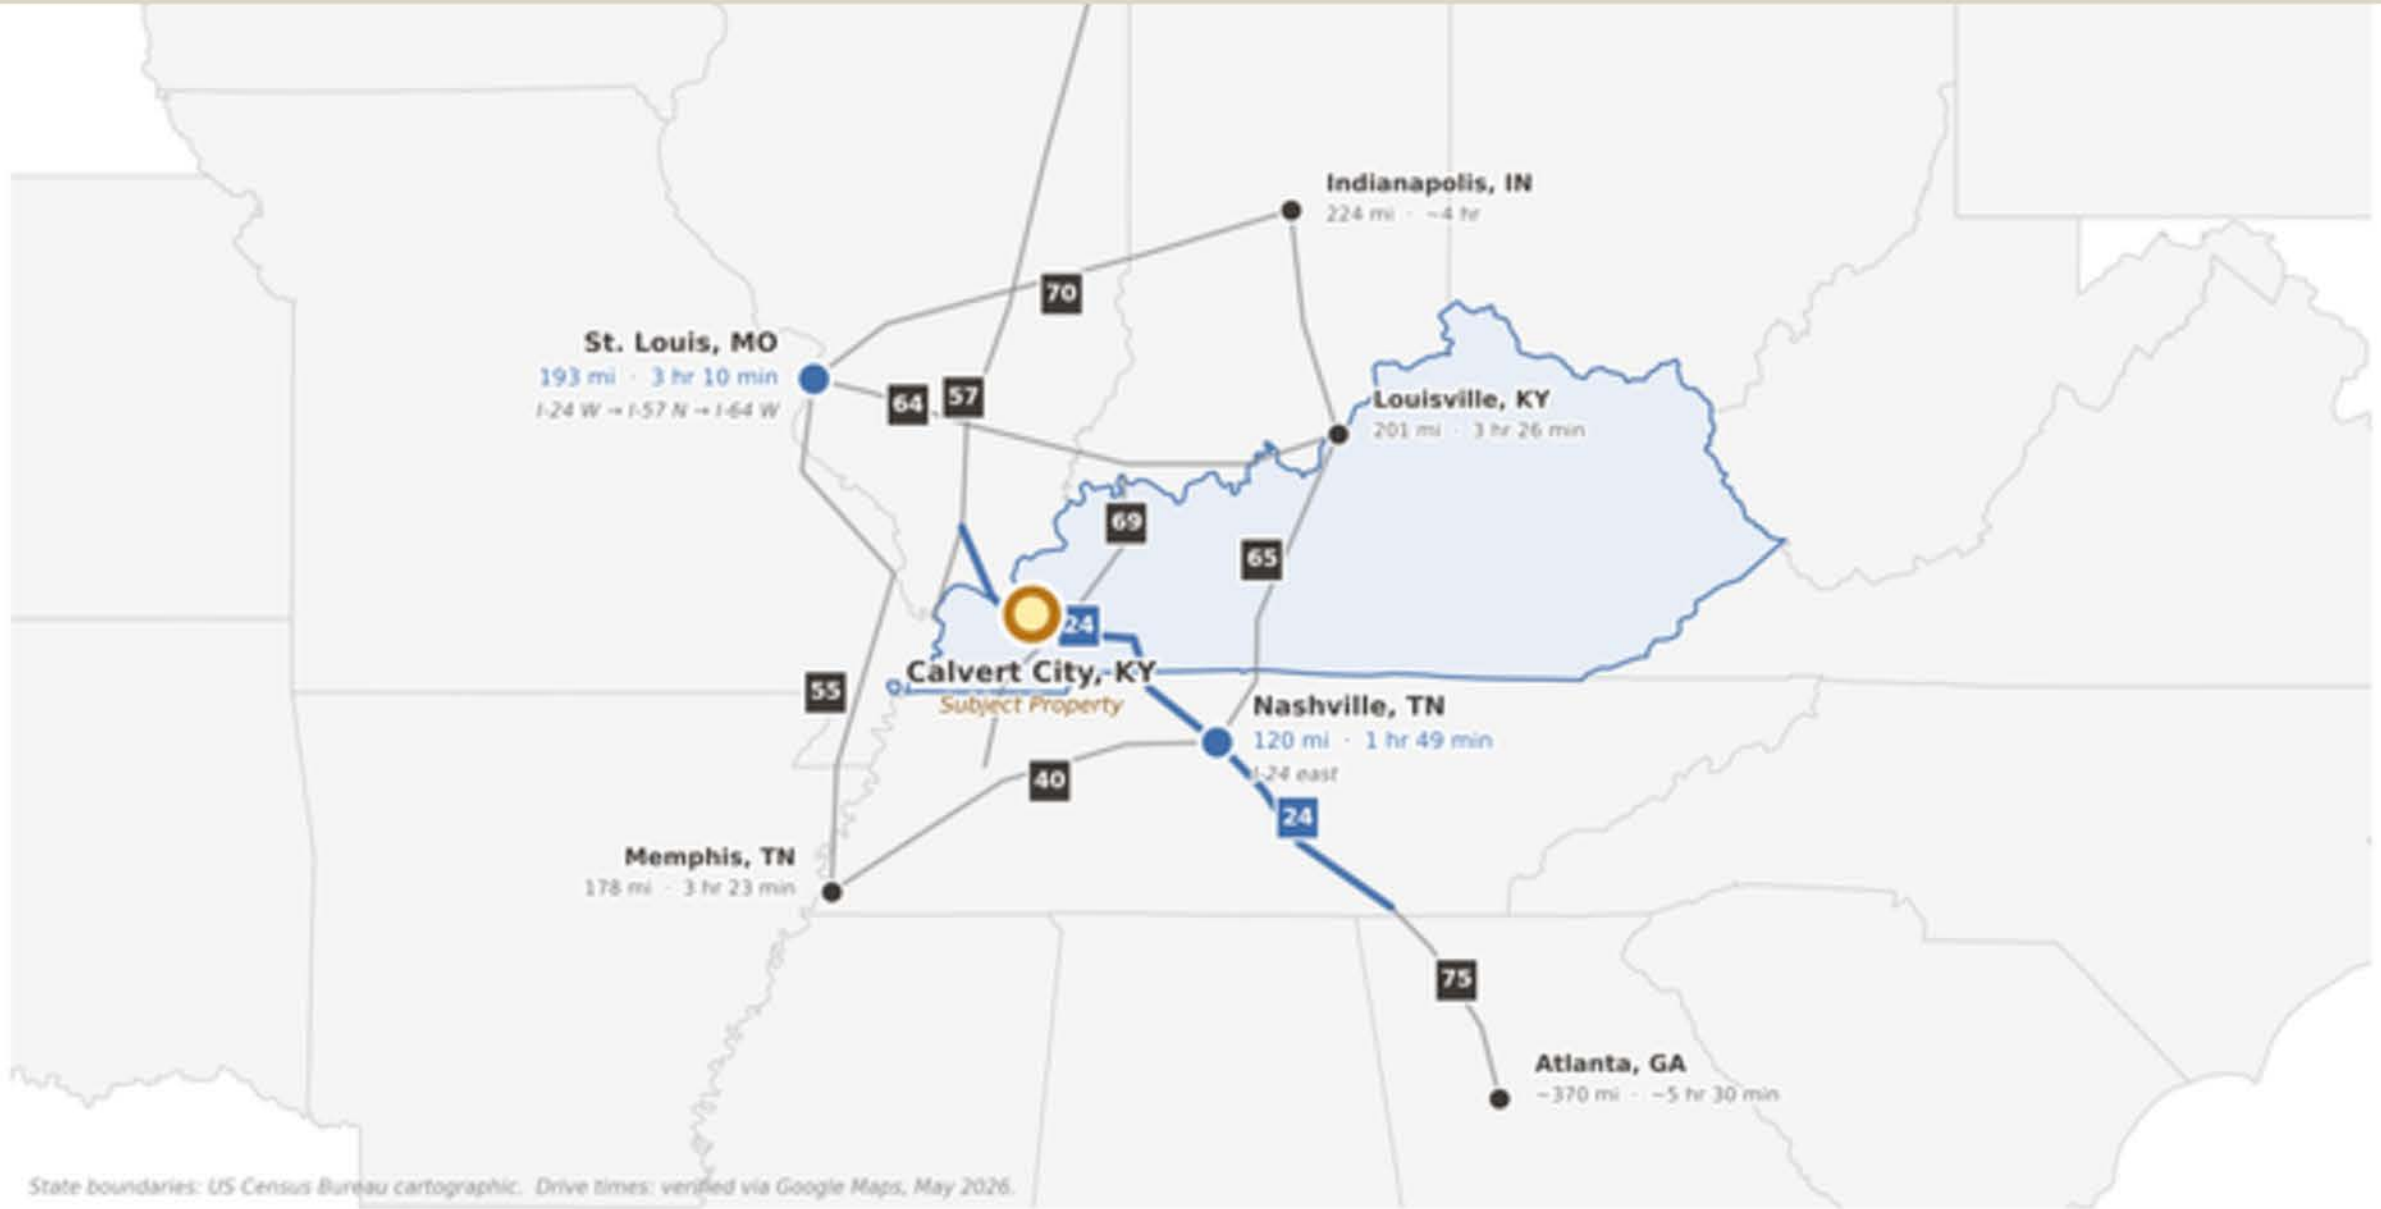 Indianapolis, IN
224 mi · ~4 hr
70
St. Louis, MO
193 mi · 3 hr 10 min
I-24 W → I-57 N → I-64 W
64
57
Louisville, KY
201 mi · 3 hr 26 min
69
65
24
Calvert City, KY
Subject Property
55
Nashville, TN
120 mi · 1 hr 49 min
I-24 east
40
24
Memphis, TN
178 mi · 3 hr 23 min
75
Atlanta, GA
~370 mi · ~5 hr 30 min
State boundaries: US Census Bureau cartographic. Drive times: verified via Google Maps, May 2026.